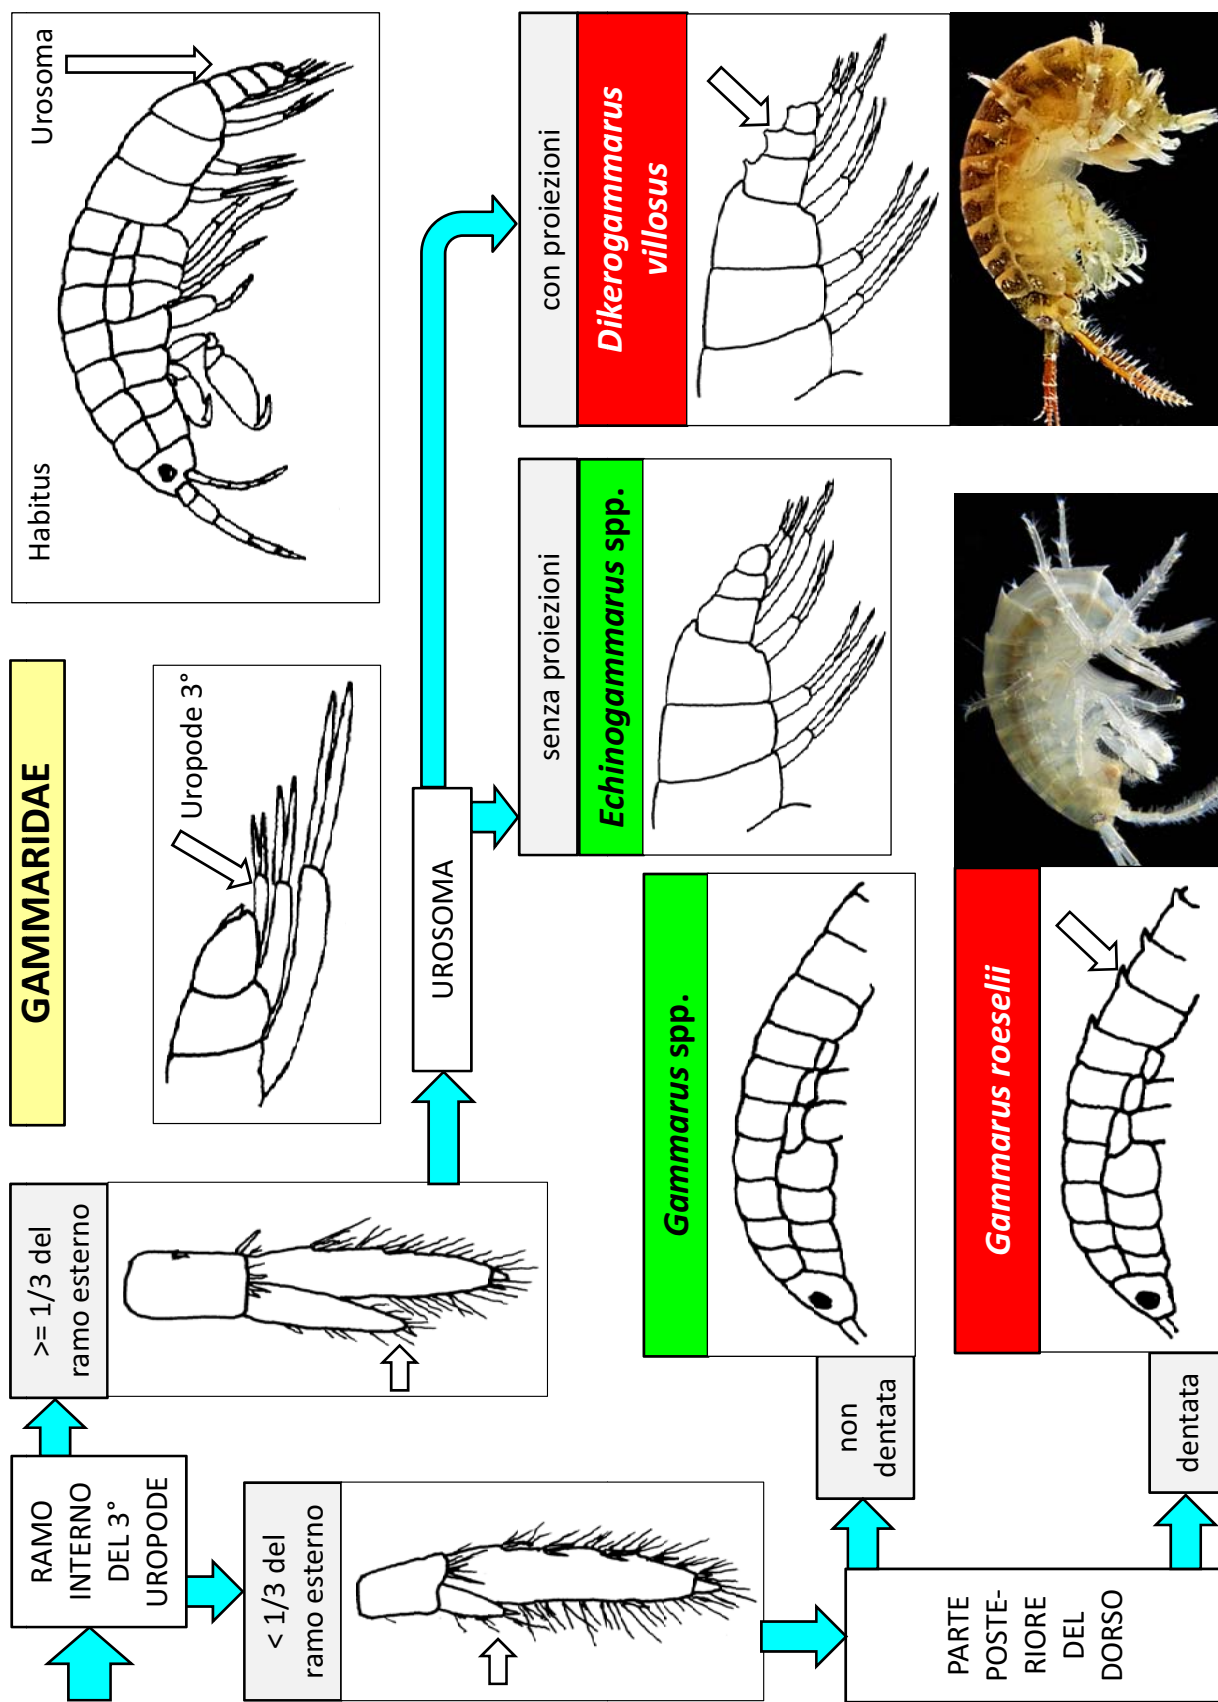 GAMMARIDAE
RAMO
INTERNO
DEL 3°
UROPODE
>= 1/3 del
ramo esterno
Uropode 3°
Habitus
Urosoma
< 1/3 del
ramo esterno
UROSOMA
senza proiezioni
Echinogammarus spp.
con proiezioni
Dikerogammarus
villosus
PARTE
POSTE-
RIORE
DEL
DORSO
non
dentata
Gammarus spp.
dentata
Gammarus roeselii